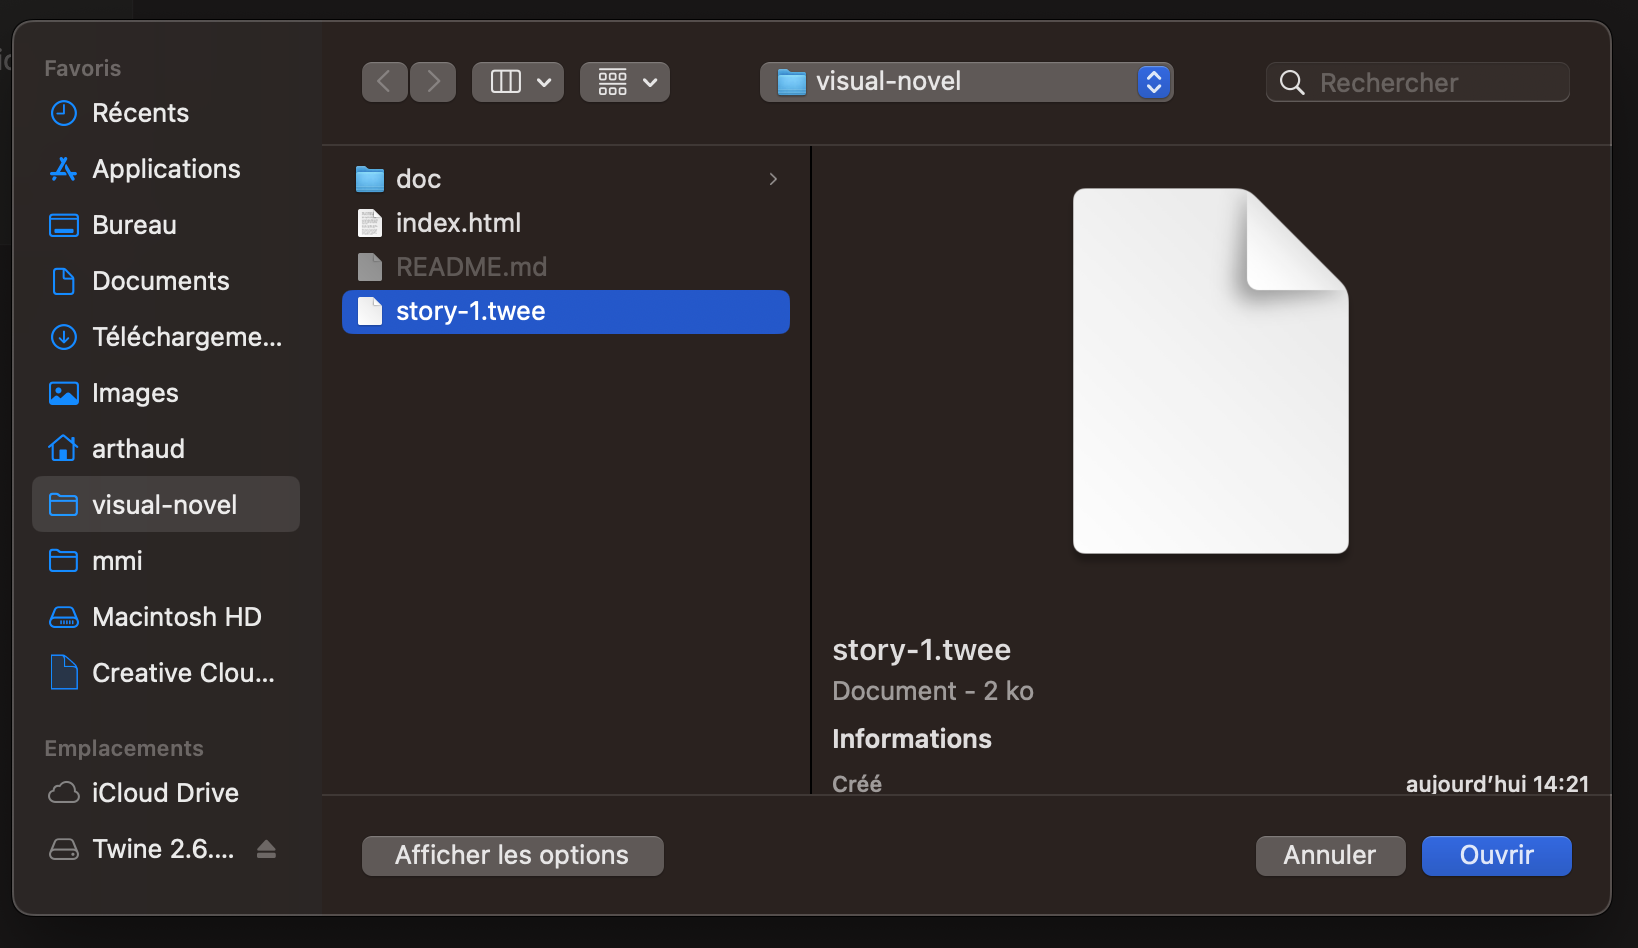 Favoris
Récents
Applications
Bureau
Documents
Téléchargeme...
Images
arthaud
visual-novel
mmi
Macintosh HD
Creative Clou...
Emplacements
iCloud Drive
Twine 2.6....
visual-novel
Rechercher
doc
index.html
README.md
story-1.twee
story-1.twee
Document - 2 ko
Informations
Créé aujourd’hui 14:21
Afficher les options
Annuler
Ouvrir